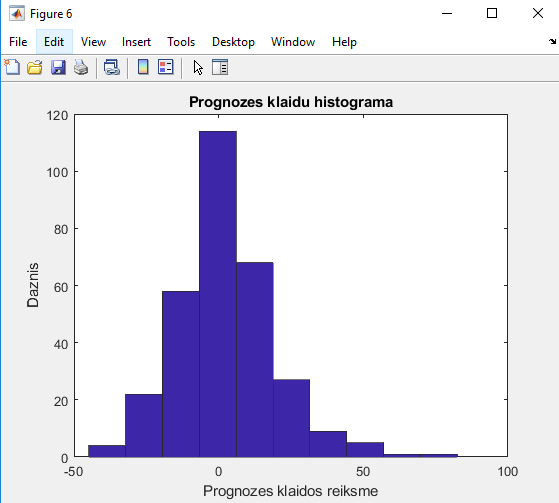 Figure 6
File Edit View Insert Tools Desktop Window Help
Prognozes klaidu histograma
120
100
80
60
40
20
0
Daznis
-50 0 50 100
Prognozes klaidos reiksme